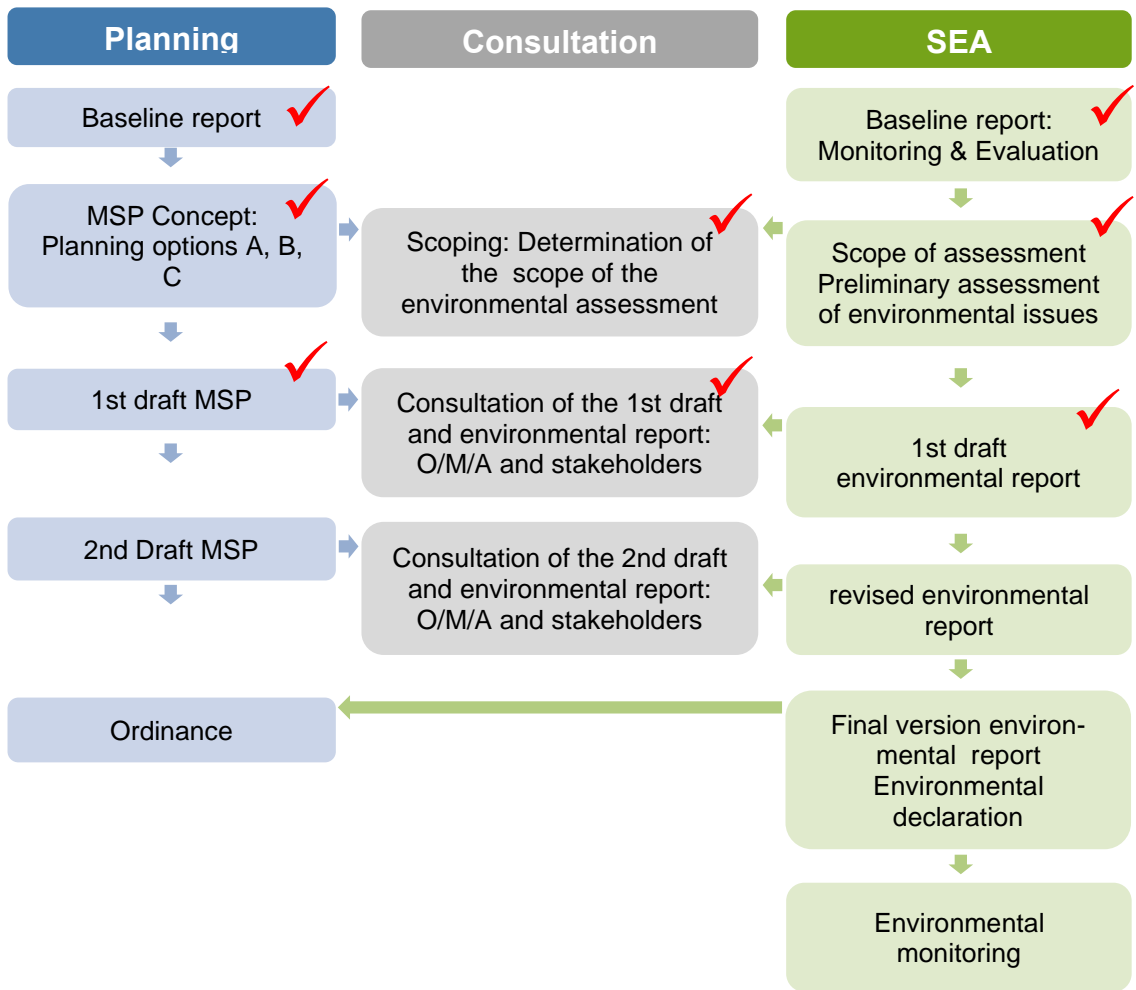 Planning
Consultation
SEA
Baseline report
Baseline report:
Monitoring & Evaluation
MSP Concept:
Planning options A, B,
C
Scoping: Determination of
the scope of the
environmental assessment
Scope of assessment
Preliminary assessment
of environmental issues
1st draft MSP
Consultation of the 1st draft
and environmental report:
O/M/A and stakeholders
1st draft
environmental report
2nd Draft MSP
Consultation of the 2nd draft
and environmental report:
O/M/A and stakeholders
revised environmental
report
Ordinance
Final version environ-
mental report
Environmental
declaration
Environmental
monitoring